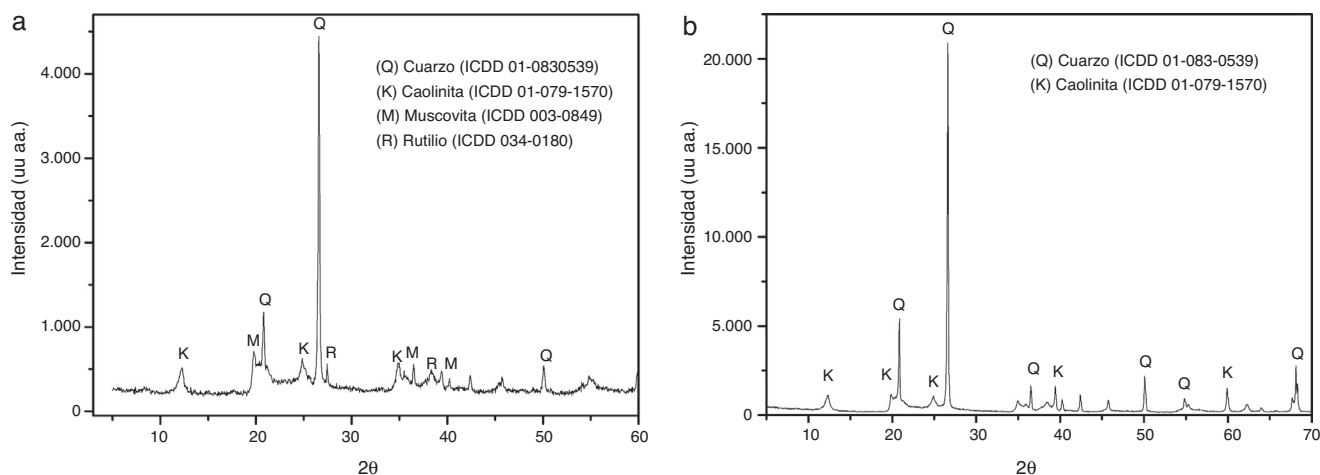 a
Q
4.000
3.000
2.000
1.000
0
Intensidad (uu aa.)
(Q) Cuarzo (ICDD 01-0830539)
(K) Caolinita (ICDD 01-079-1570)
(M) Muscovita (ICDD 003-0849)
(R) Rutilio (ICDD 034-0180)
K
M
Q
K
R
K
M
R
M
Q
10 20 30 40 50 60
2θ
b
Q
20.000
15.000
10.000
5.000
0
Intensidad (uu aa.)
(Q) Cuarzo (ICDD 01-083-0539)
(K) Caolinita (ICDD 01-079-1570)
K
K
Q
K
Q
K
Q
Q
K
Q
10 20 30 40 50 60 70
2θ